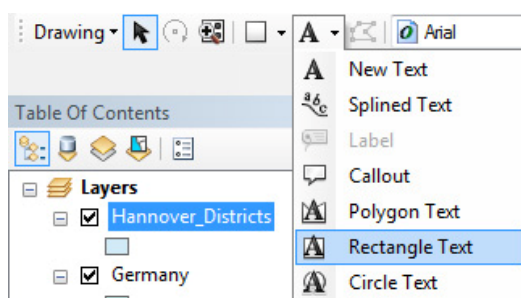 Drawing A Arial
New Text
Splined Text
Label
Callout
Polygon Text
Rectangle Text
Circle Text
Table Of Contents
Layers
Hannover_Districts
Germany